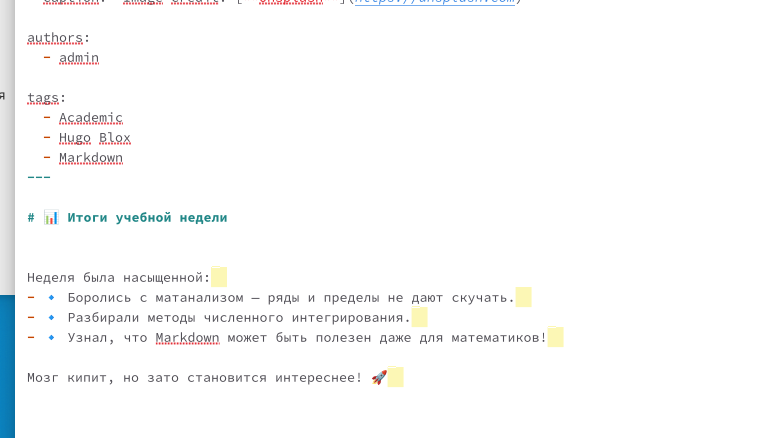 authors:
- admin
я
tags:
- Academic
- Hugo Blox
- Markdown
---
# 📊 Итоги учебной недели
Неделя была насыщенной:
- 🔹 Боролись с матанализом — ряды и пределы не дают скучать.
- 🔹 Разбирали методы численного интегрирования.
- 🔹 Узнал, что Markdown может быть полезен даже для математиков!
Мозг кипит, но зато становится интереснее! 🚀